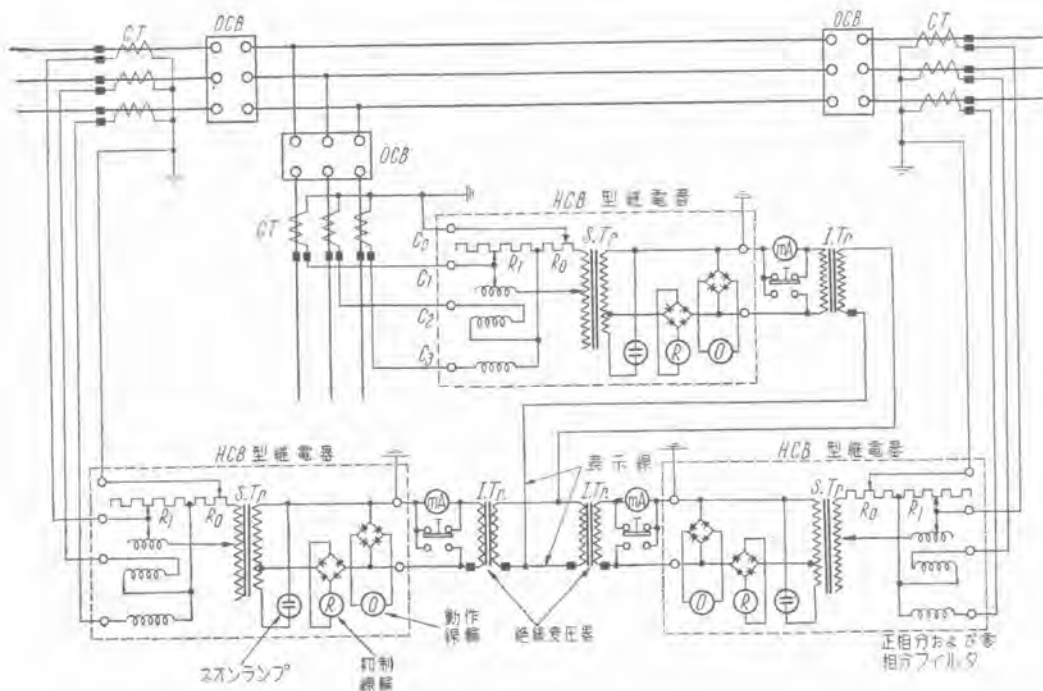 CT
OCB
OCB
CT
OCB
CT
HCB 型継電器
C₀
R₁
R₀
S.Tr
mA
T
I.Tr
C₁
C₂
C₃
R
O
HCB 型継電器
表示線
HCB 型継電器
R₁
R₀
S.Tr
mA
T
I.Tr
I.Tr
mA
T
S.Tr
R₀
R₁
R
O
O
R
ネオンランプ
抑制
線輪
動作
線輪
絶縁変圧器
正相分および零
相分フィルタ